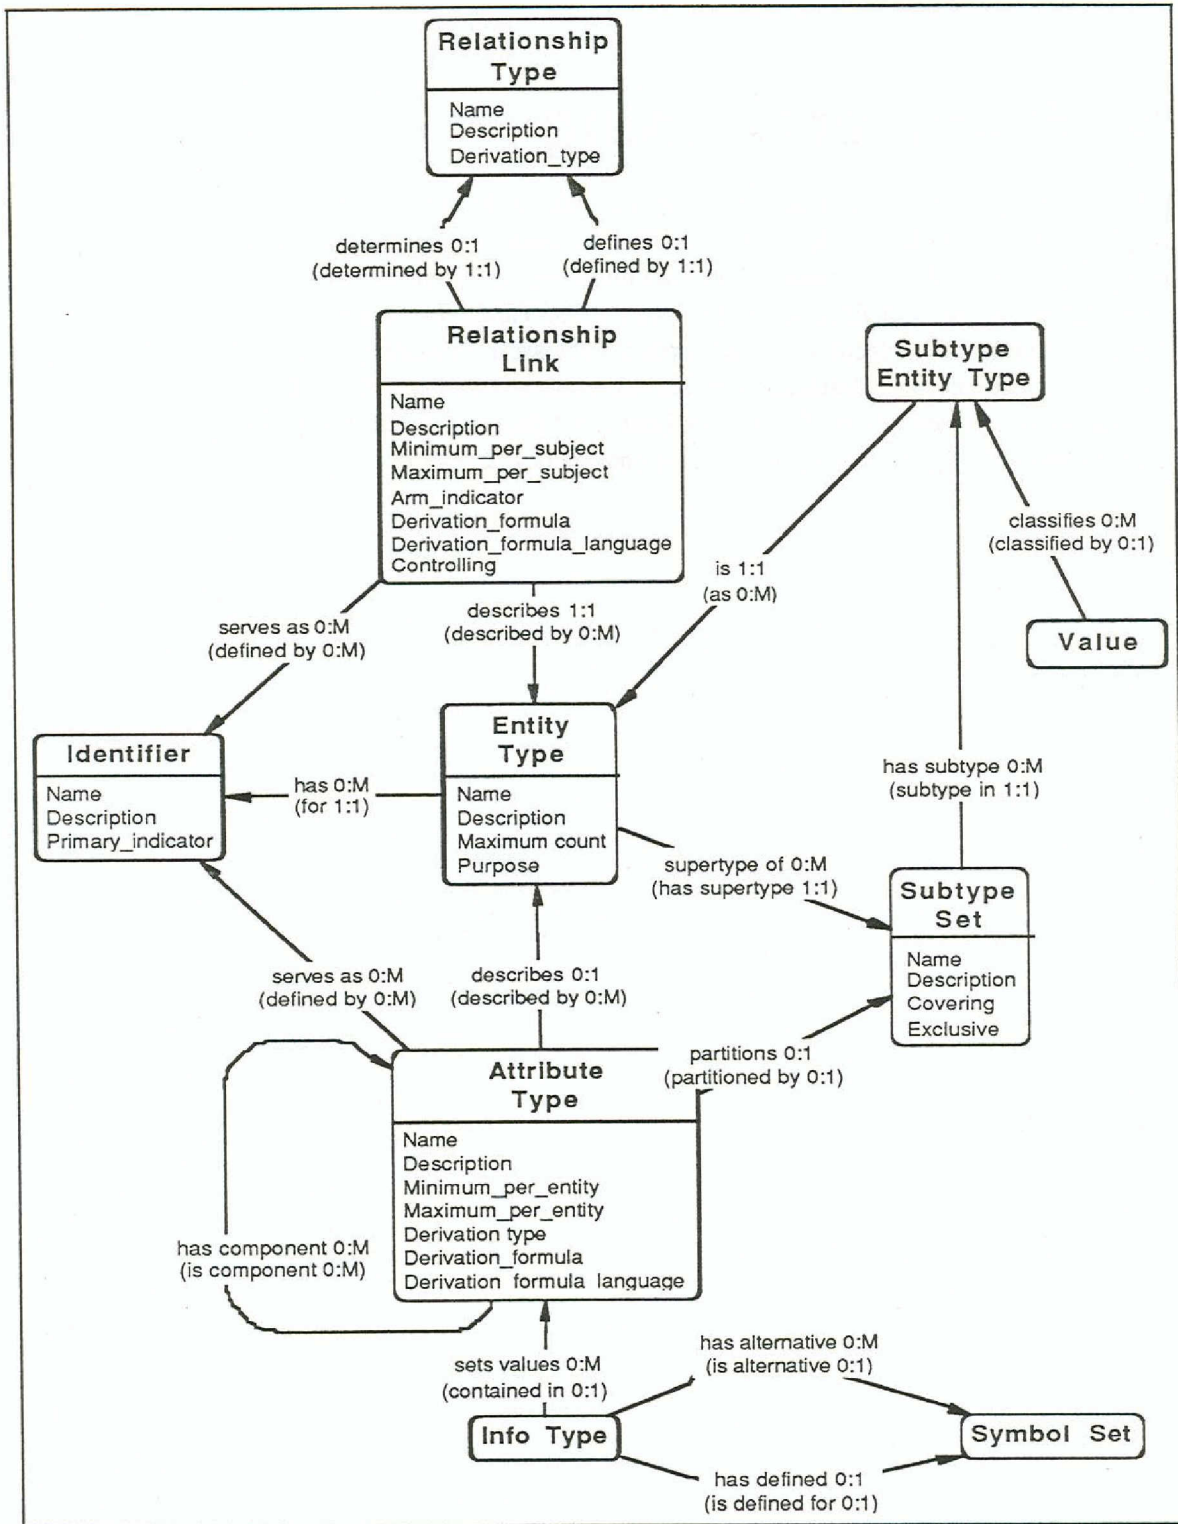 Relationship
Type
Name
Description
Derivation_type
determines 0:1
(determined by 1:1)
defines 0:1
(defined by 1:1)
Relationship
Link
Name
Description
Minimum_per_subject
Maximum_per_subject
Arm_indicator
Derivation_formula
Derivation_formula_language
Controlling
Subtype
Entity Type
classifies 0:M
(classified by 0:1)
is 1:1
(as 0:M)
Value
serves as 0:M
(defined by 0:M)
describes 1:1
(described by 0:M)
Identifier
Name
Description
Primary_indicator
has 0:M
(for 1:1)
Entity
Type
Name
Description
Maximum count
Purpose
has subtype 0:M
(subtype in 1:1)
supertype of 0:M
(has supertype 1:1)
Subtype
Set
Name
Description
Covering
Exclusive
serves as 0:M
(defined by 0:M)
describes 0:1
(described by 0:M)
partitions 0:1
(partitioned by 0:1)
Attribute
Type
Name
Description
Minimum_per_entity
Maximum_per_entity
Derivation type
Derivation_formula
Derivation formula language
has component 0:M
(is component 0:M)
sets values 0:M
(contained in 0:1)
has alternative 0:M
(is alternative 0:1)
Info Type
Symbol Set
has defined 0:1
(is defined for 0:1)